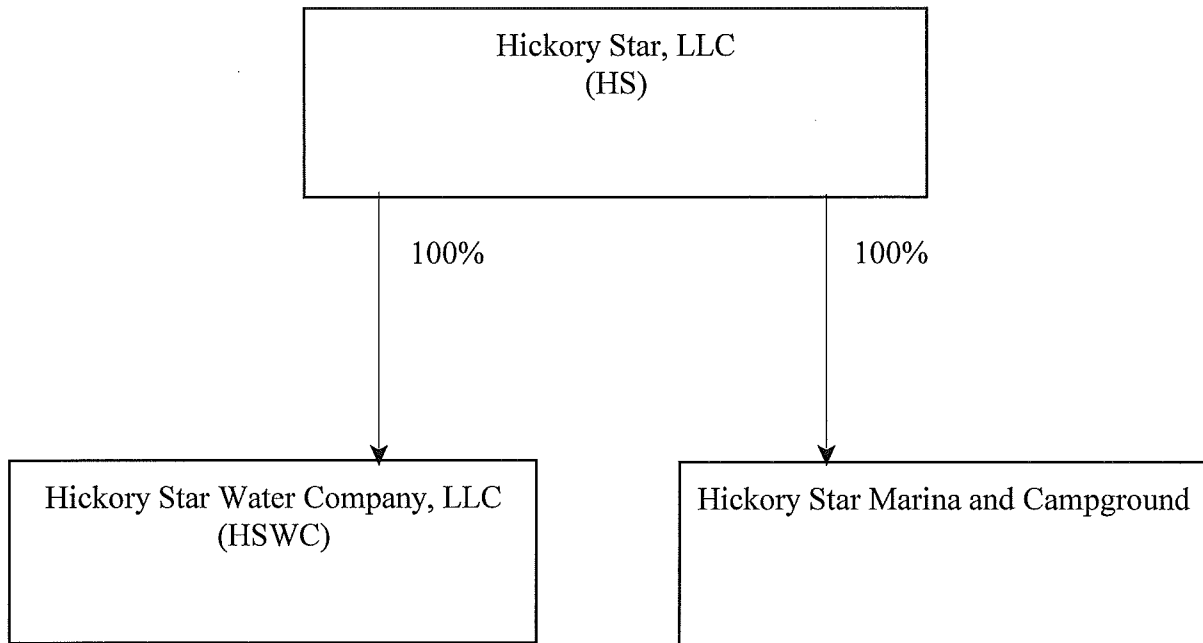 Hickory Star, LLC
(HS)
100%
100%
Hickory Star Water Company, LLC
(HSWC)
Hickory Star Marina and Campground